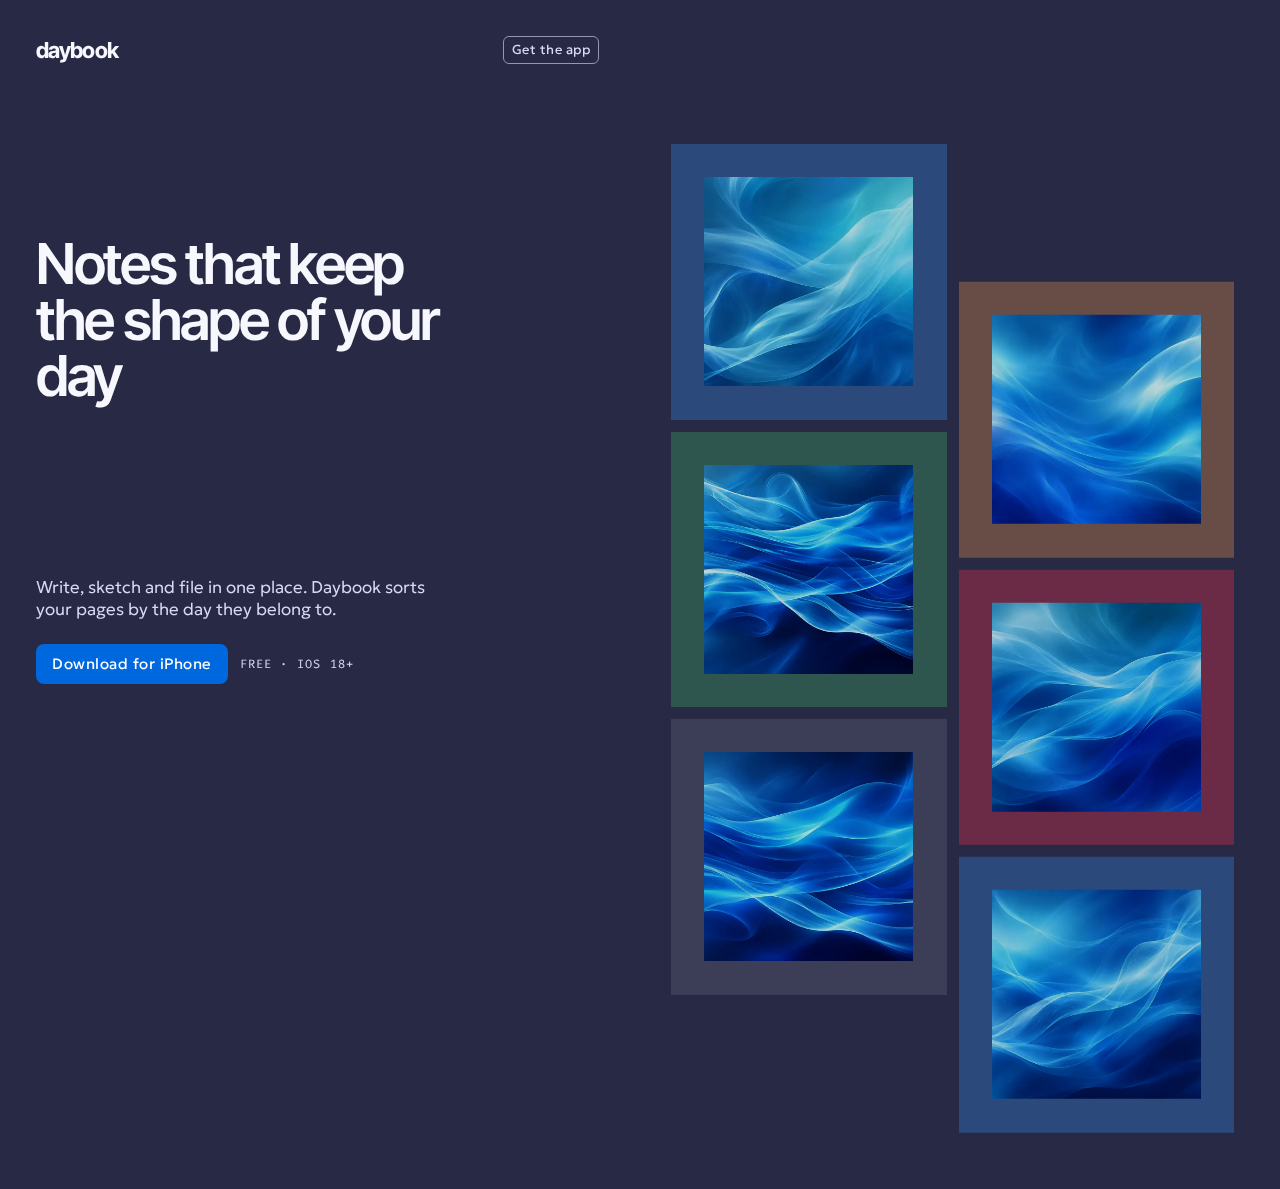 daybook
Get the app
Notes that keep
the shape of your
day
Write, sketch and file in one place. Daybook sorts
your pages by the day they belong to.
Download for iPhone
FREE · IOS 18+